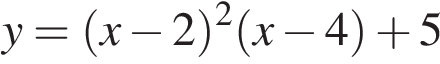 y = (x − 2)²(x − 4) + 5